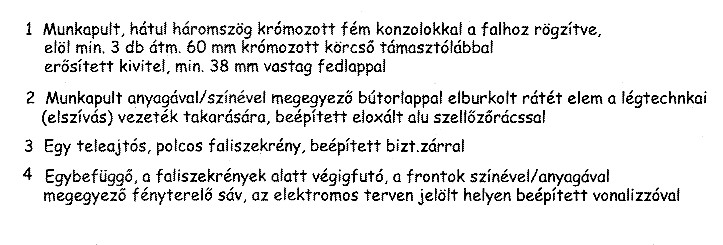 1 Munkapult, hátul háromszög krómozott fém konzolokkal a falhoz rögzítve,
elöl min. 3 db átm. 60 mm krómozott körcső támasztólábbal
erősített kivitel, min. 38 mm vastag fedlappal
2 Munkapult anyagával/színével megegyező bútorlappal elburkolt rátét elem a légtechnkai
(elszívás) vezeték takarására, beépített eloxált alu szellőzőráccsal
3 Egy teleajtós, polcos faliszekrény, beépített bizt.zárral
4 Egybefüggő, a faliszekrények alatt végigfutó, a frontok színével/anyagával
megegyező fényterelő sáv, az elektromos terven jelölt helyen beépített vonalizzóval